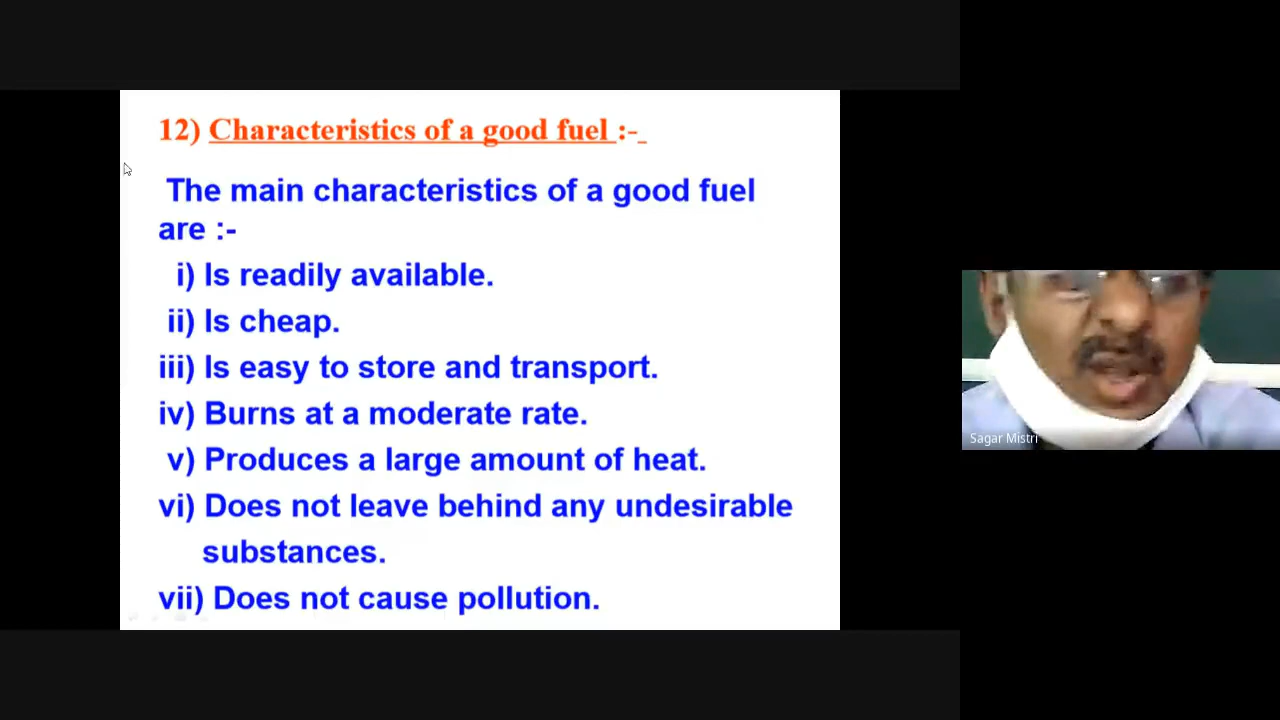 12) Characteristics of a good fuel :-
The main characteristics of a good fuel
are :-
i) Is readily available.
ii) Is cheap.
iii) Is easy to store and transport.
iv) Burns at a moderate rate.
v) Produces a large amount of heat.
vi) Does not leave behind any undesirable
substances.
vii) Does not cause pollution.
Sagar Mistri